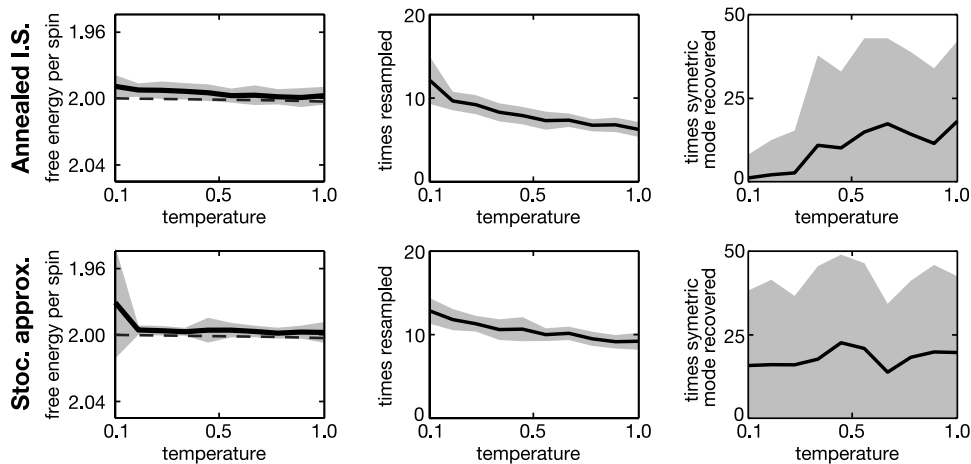 Annealed I.S.
free energy per spin
1.96
2.00
2.04
0.1
0.5
1.0
temperature
times resampled
20
10
0
0.1
0.5
1.0
temperature
times symetric
mode recovered
50
25
0
0.1
0.5
1.0
temperature
Stoc. approx.
free energy per spin
1.96
2.00
2.04
0.1
0.5
1.0
temperature
times resampled
20
10
0
0.1
0.5
1.0
temperature
times symetric
mode recovered
50
25
0
0.1
0.5
1.0
temperature